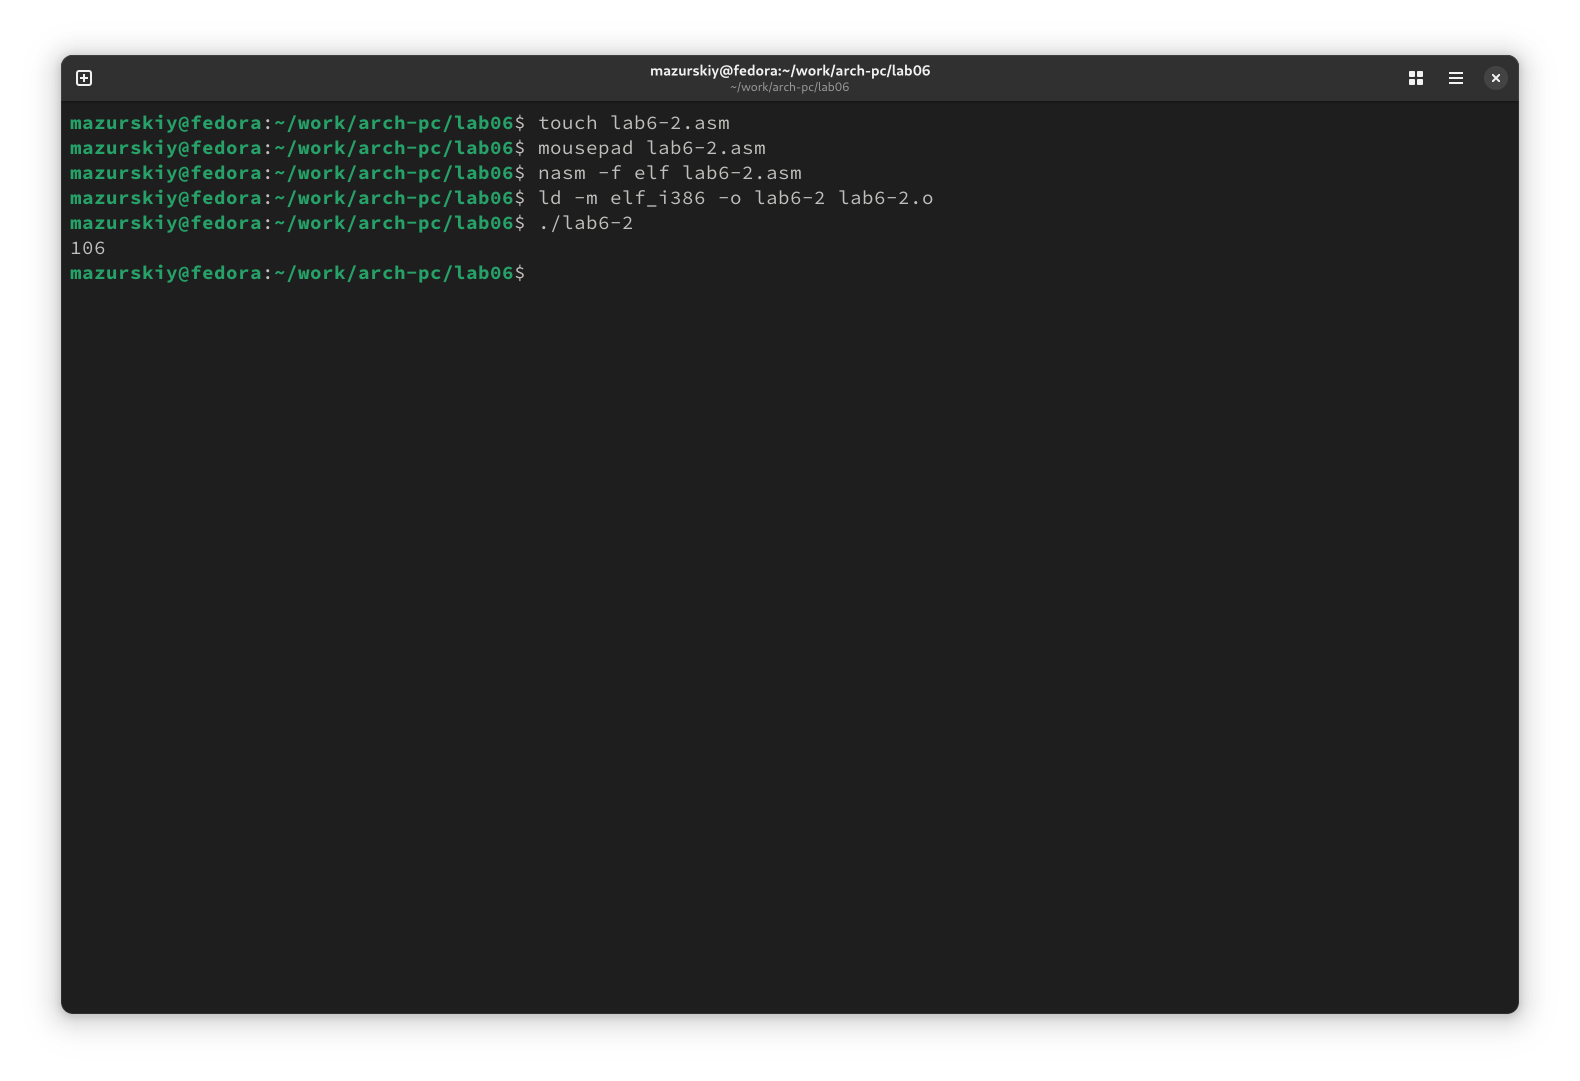 mazurskiy@fedora:~/work/arch-pc/lab06
~/work/arch-pc/lab06
mazurskiy@fedora:~/work/arch-pc/lab06$ touch lab6-2.asm
mazurskiy@fedora:~/work/arch-pc/lab06$ mousepad lab6-2.asm
mazurskiy@fedora:~/work/arch-pc/lab06$ nasm -f elf lab6-2.asm
mazurskiy@fedora:~/work/arch-pc/lab06$ ld -m elf_i386 -o lab6-2 lab6-2.o
mazurskiy@fedora:~/work/arch-pc/lab06$ ./lab6-2
106
mazurskiy@fedora:~/work/arch-pc/lab06$